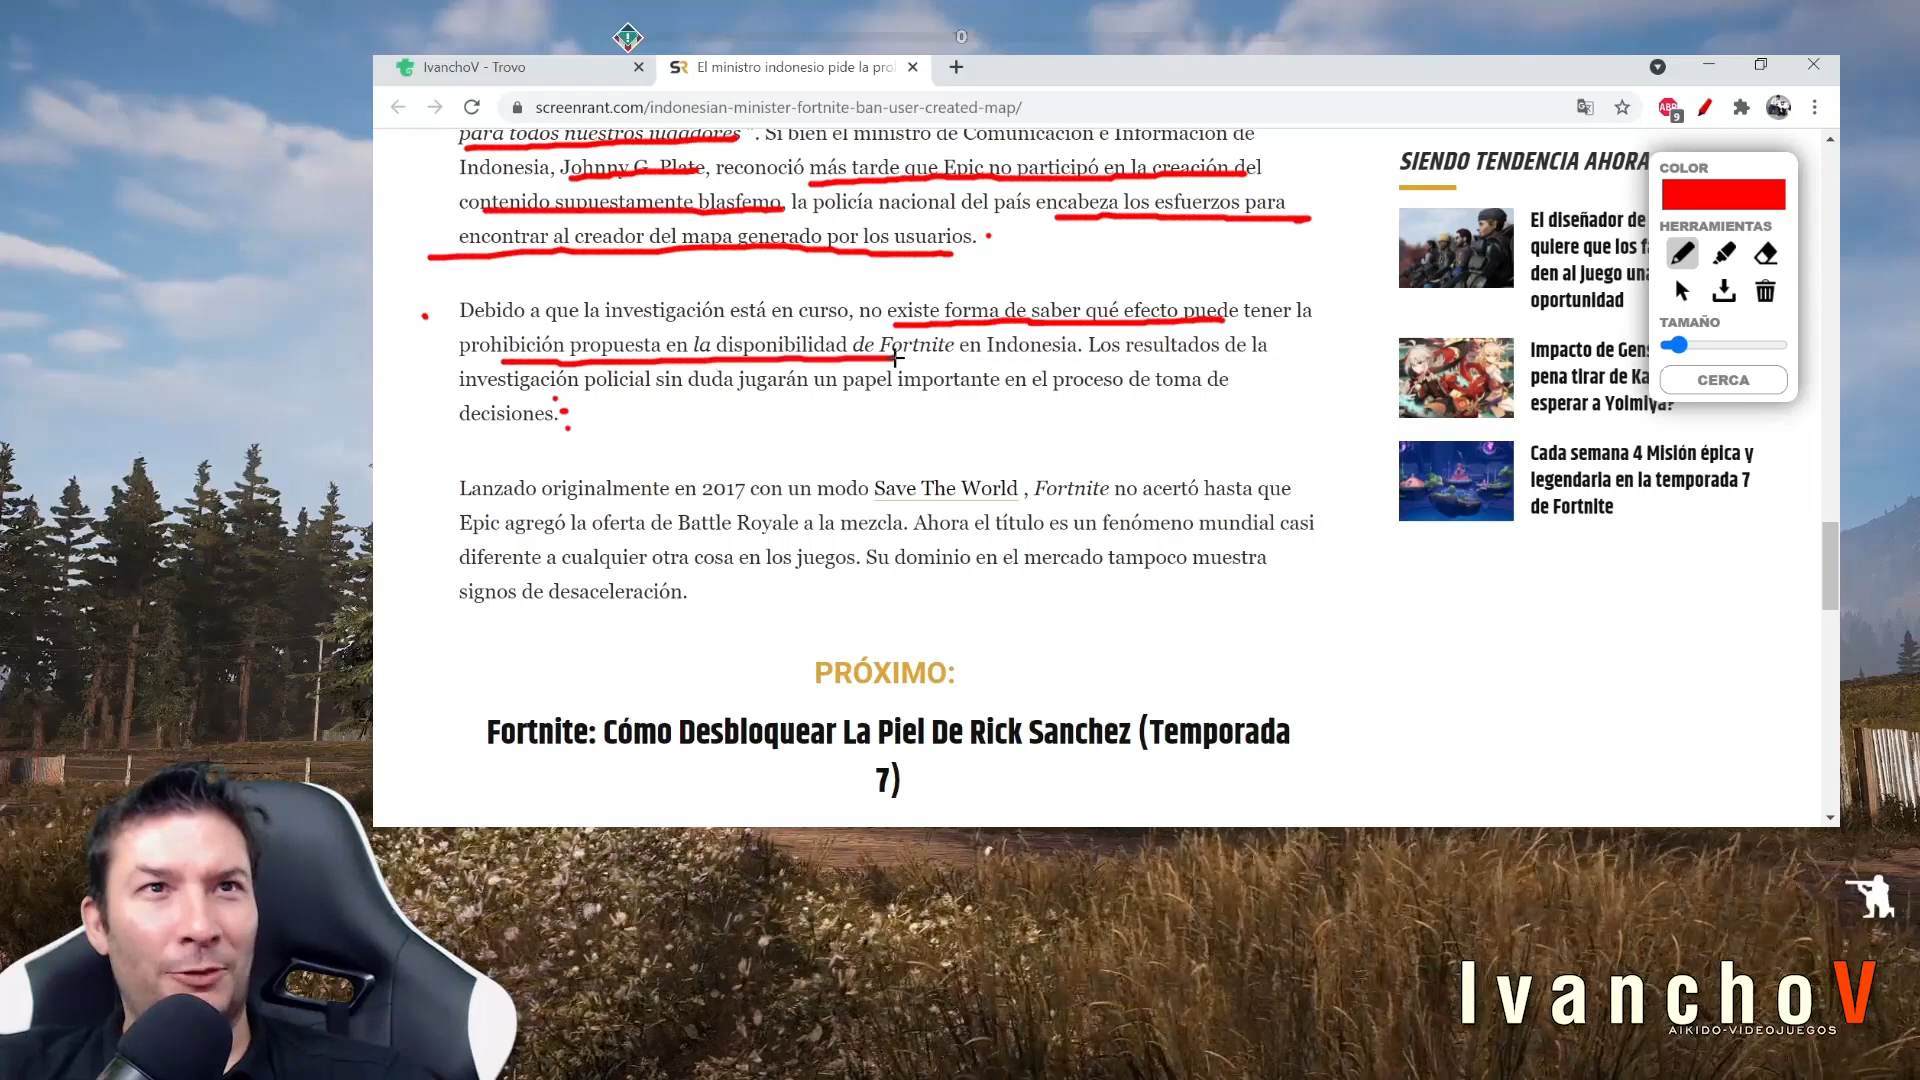 0
IvanchoV - Trovo
El ministro indonesio pide la pro
screenrant.com/indonesian-minister-fortnite-ban-user-created-map/
ABP
9
para todos nuestros jugadores ". Si bien el ministro de Comunicación e Información de
Indonesia, Johnny G. Plate, reconoció más tarde que Epic no participó en la creación del
contenido supuestamente blasfemo, la policía nacional del país encabeza los esfuerzos para
encontrar al creador del mapa generado por los usuarios.
Debido a que la investigación está en curso, no existe forma de saber qué efecto puede tener la
prohibición propuesta en la disponibilidad de Fortnite en Indonesia. Los resultados de la
investigación policial sin duda jugarán un papel importante en el proceso de toma de
decisiones.
Lanzado originalmente en 2017 con un modo Save The World , Fortnite no acertó hasta que
Epic agregó la oferta de Battle Royale a la mezcla. Ahora el título es un fenómeno mundial casi
diferente a cualquier otra cosa en los juegos. Su dominio en el mercado tampoco muestra
signos de desaceleración.
PRÓXIMO:
Fortnite: Cómo Desbloquear La Piel De Rick Sanchez (Temporada
7)
SIENDO TENDENCIA AHORA
El diseñador de
quiere que los fa
den al juego una
oportunidad
Impacto de Gens
pena tirar de Ka
esperar a Yoimiya?
Cada semana 4 Misión épica y
legendaria en la temporada 7
de Fortnite
COLOR
HERRAMIENTAS
TAMAÑO
CERCA
IvanchoV
AIKIDO-VIDEOJUEGOS